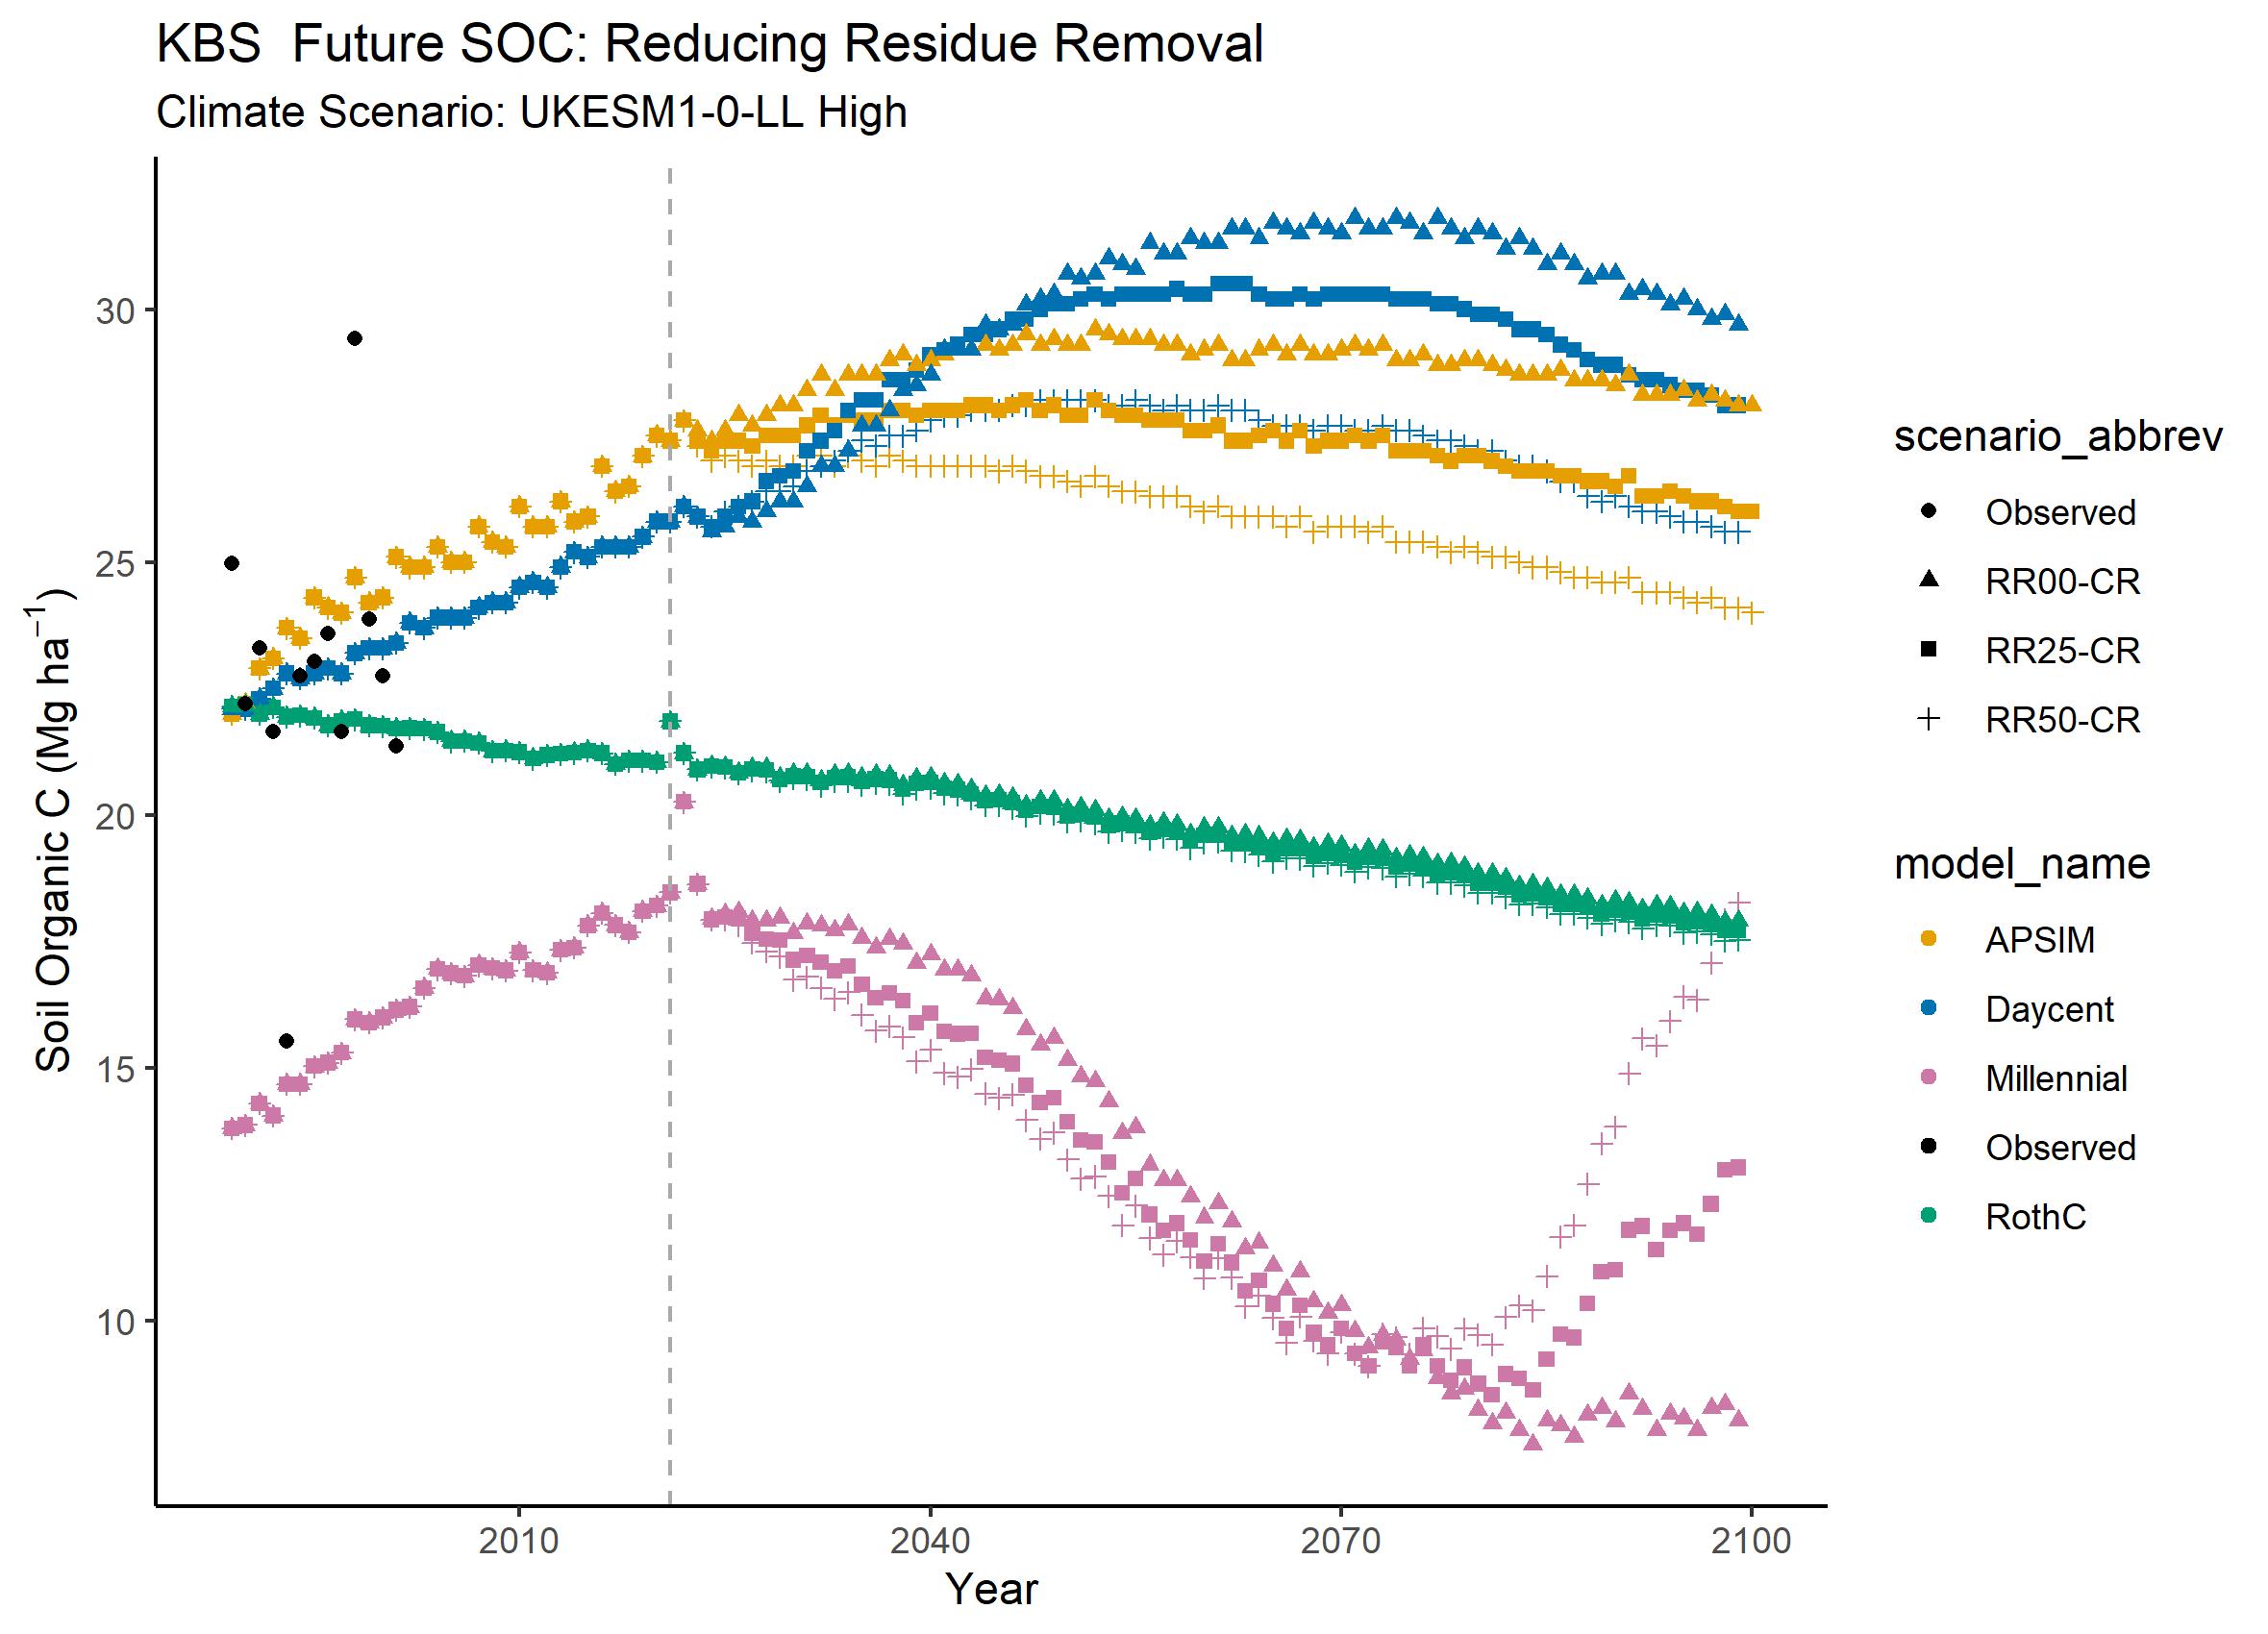 KBS  Future SOC: Reducing Residue Removal
Climate Scenario: UKESM1-0-LL High
Soil Organic C (Mg ha⁻¹)
30
25
20
15
10
2010
2040
2070
2100
Year
scenario_abbrev
Observed
RR00-CR
RR25-CR
RR50-CR
model_name
APSIM
Daycent
Millennial
Observed
RothC